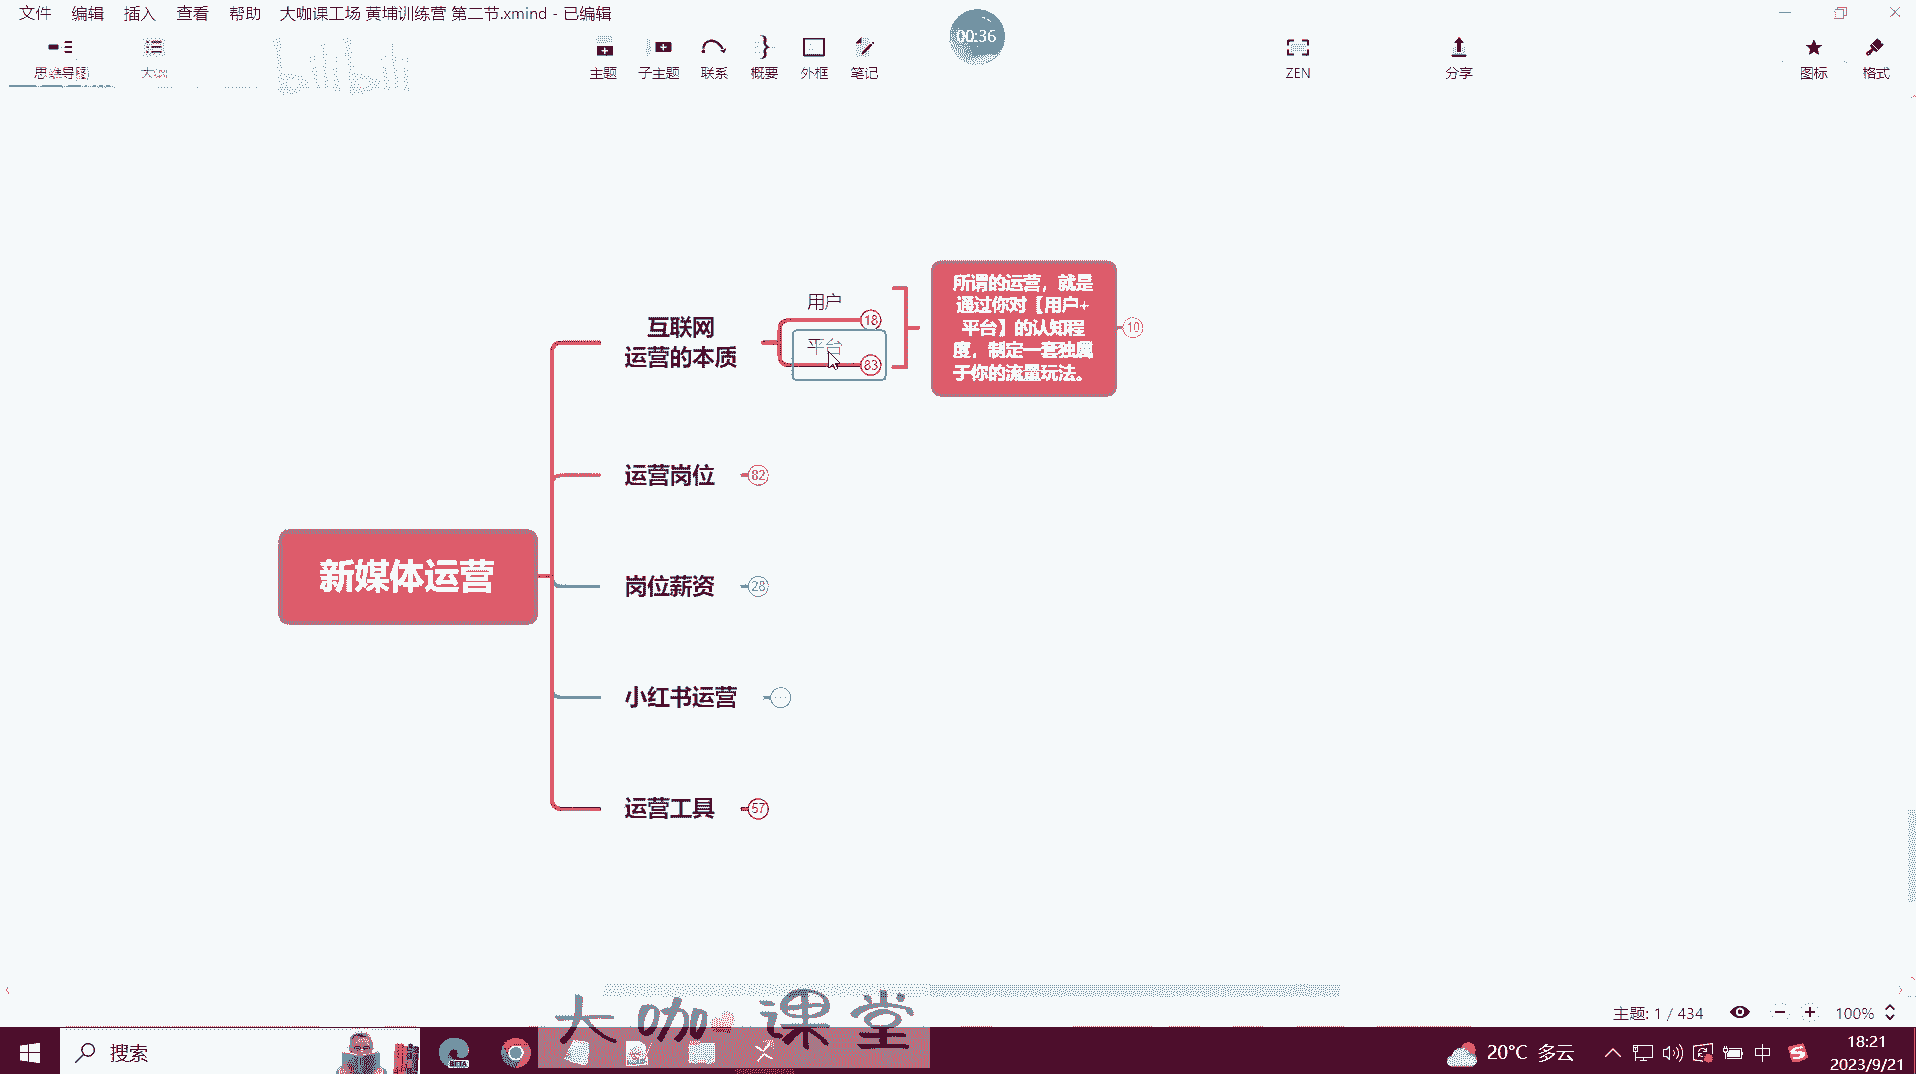 文件 编辑 插入 查看 帮助 大咖课工场 黄埔训练营 第二节.xmind - 已编辑
00:36
思维导图 大纲 主题 子主题 联系 概要 外框 笔记 ZEN 分享 图标 格式
bilibili
用户
18
平台
83
互联网
运营的本质
所谓的运营，就是
通过你对【用户+
平台】的认知程
度，制定一套独属
于你的流量玩法。
10
运营岗位
82
新媒体运营
岗位薪资
28
小红书运营
运营工具
57
大咖课堂
主题: 1 / 434
100%
搜索
BETA
20°C 多云
中
18:21
2023/9/21